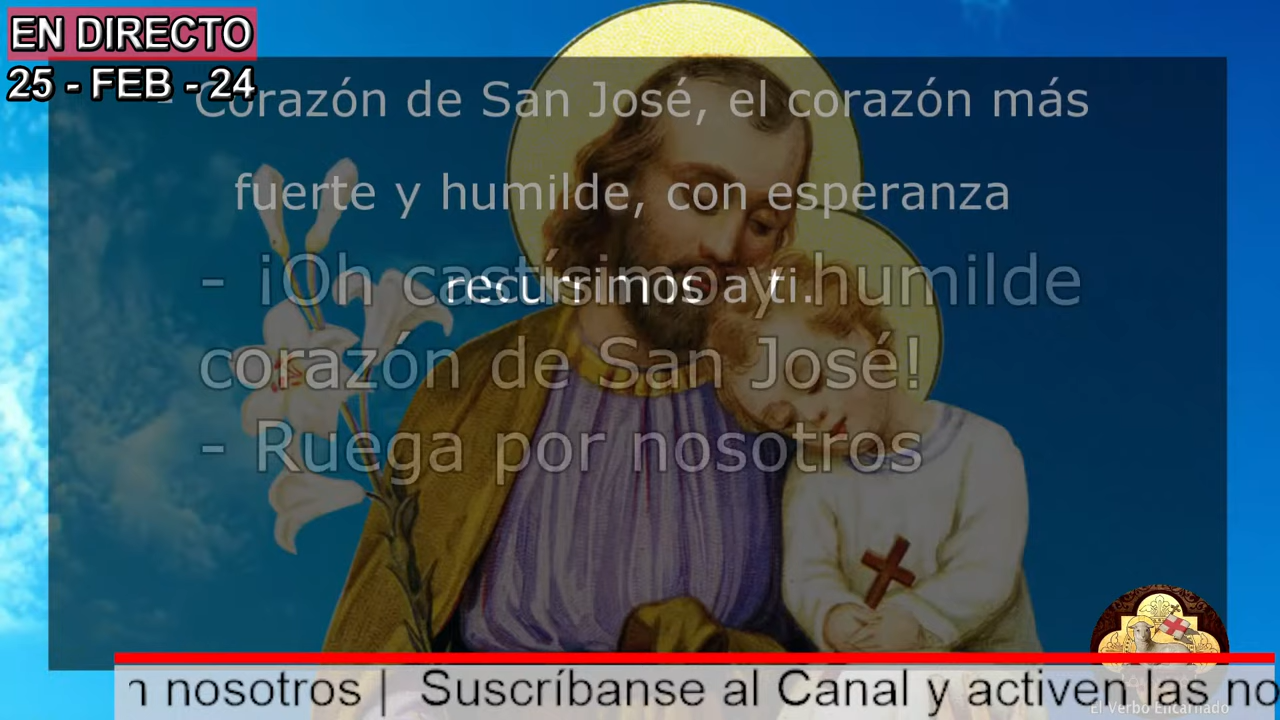 EN DIRECTO
25 - FEB - 24
- Corazón de San José, el corazón más
fuerte y humilde, con esperanza
recurrimos a ti.
- ¡Oh castísimo y humilde
corazón de San José!
- Ruega por nosotros
n nosotros | Suscríbanse al Canal y activen las no
El Verbo Encarnado